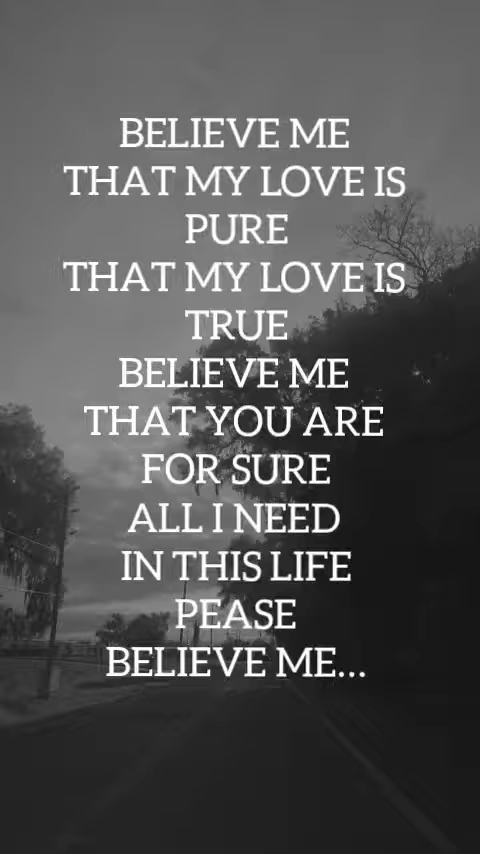 BELIEVE ME
THAT MY LOVE IS
PURE
THAT MY LOVE IS
TRUE
BELIEVE ME
THAT YOU ARE
FOR SURE
ALL I NEED
IN THIS LIFE
PEASE
BELIEVE ME...